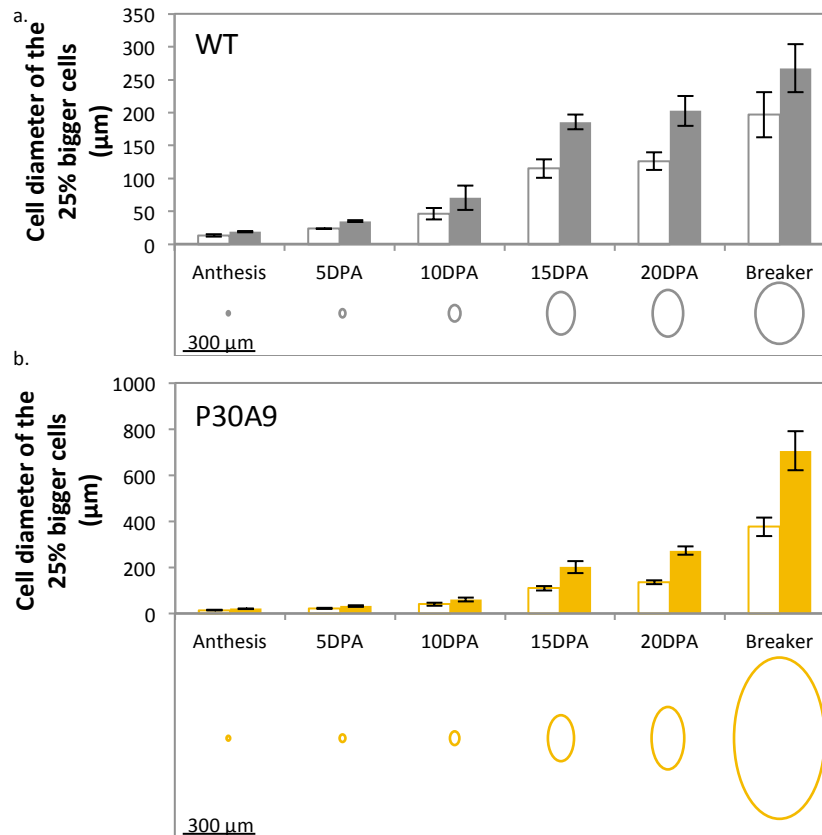 a.
WT
Cell diameter of the
25% bigger cells
(µm)
350
300
250
200
150
100
50
0
Anthesis 5DPA 10DPA 15DPA 20DPA Breaker
300 µm
b.
P30A9
Cell diameter of the
25% bigger cells
(µm)
1000
800
600
400
200
0
Anthesis 5DPA 10DPA 15DPA 20DPA Breaker
300 µm